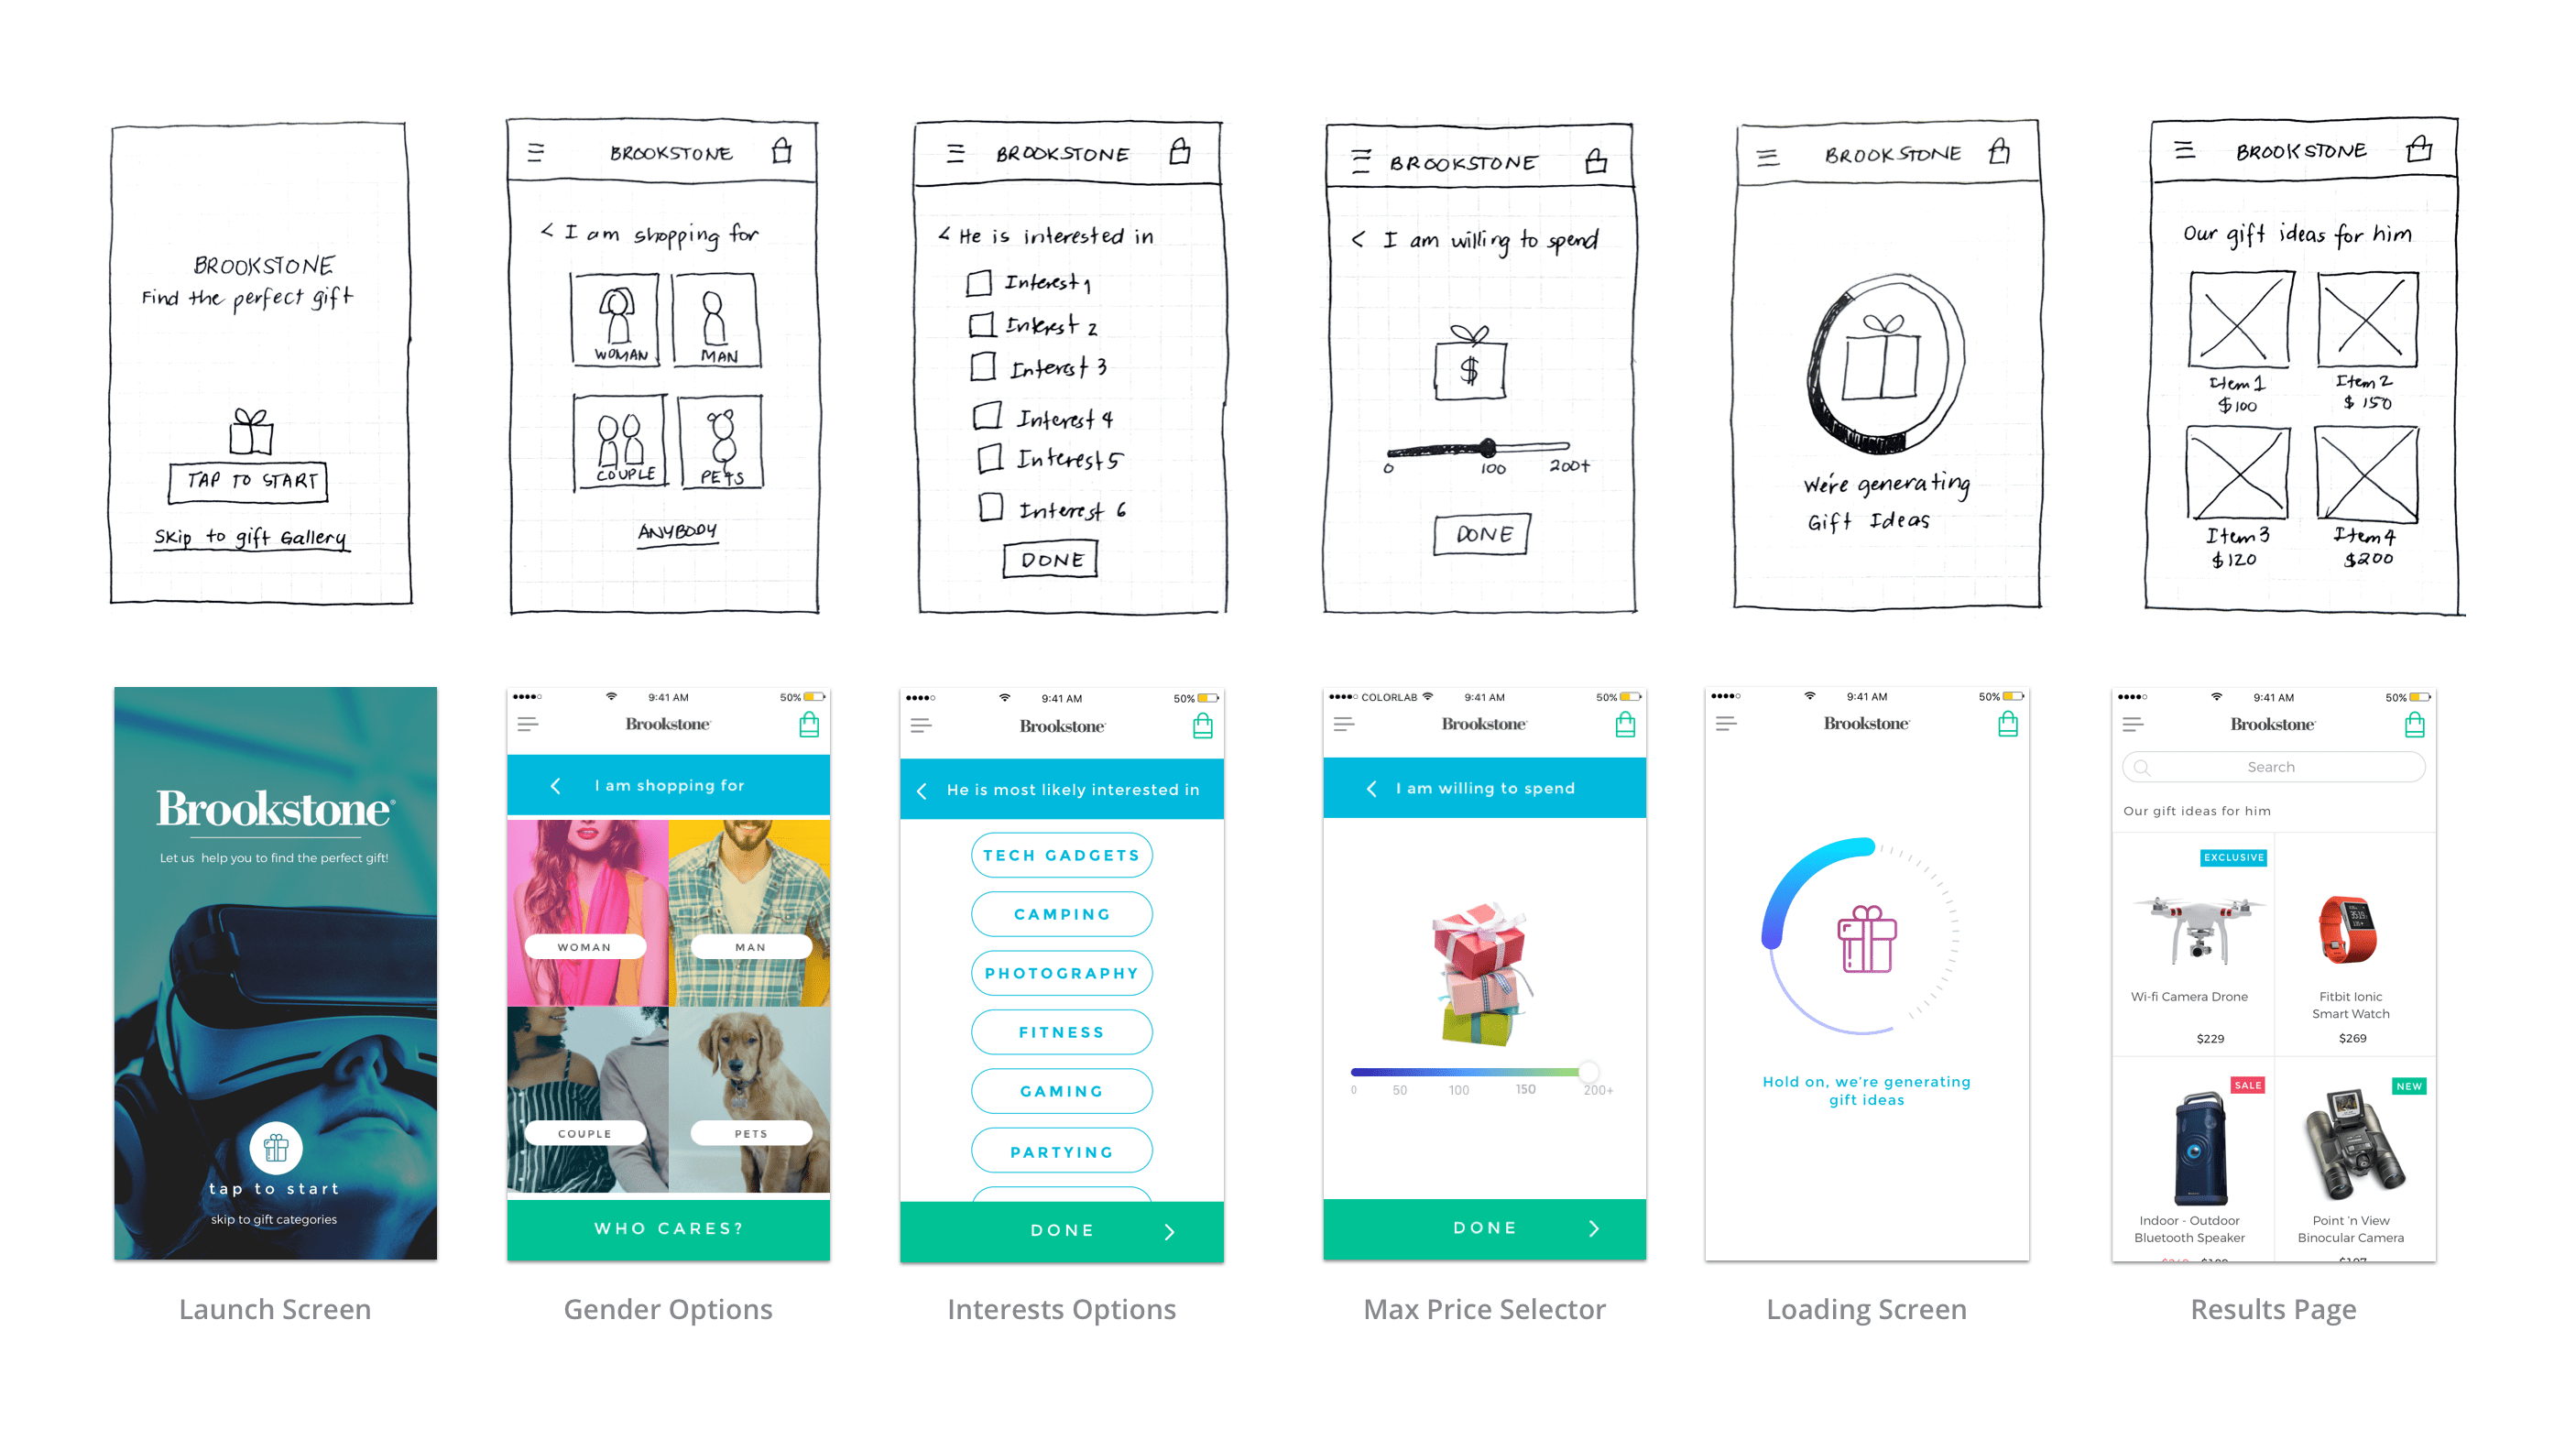 BROOKSTONE
Find the perfect gift
TAP TO START
Skip to gift Gallery
BROOKSTONE
< I am shopping for
WOMAN
MAN
COUPLE
PETS
ANYBODY
BROOKSTONE
< He is interested in
Interest 1
Interest 2
Interest 3
Interest 4
Interest 5
Interest 6
DONE
BROOKSTONE
< I am willing to spend
$
0 100 200+
DONE
BROOKSTONE
We're generating
Gift Ideas
BROOKSTONE
Our gift ideas for him
Item 1
$100
Item 2
$150
Item 3
$120
Item 4
$200
Brookstone®
Let us help you to find the perfect gift!
tap to start
skip to gift categories
Launch Screen
9:41 AM 50%
Brookstone
I am shopping for
WOMAN
MAN
COUPLE
PETS
WHO CARES?
Gender Options
9:41 AM 50%
Brookstone
He is most likely interested in
TECH GADGETS
CAMPING
PHOTOGRAPHY
FITNESS
GAMING
PARTYING
DONE
Interests Options
COLORLAB 9:41 AM 50%
Brookstone
I am willing to spend
0 50 100 150 200+
DONE
Max Price Selector
9:41 AM 50%
Brookstone
Hold on, we're generating
gift ideas
Loading Screen
9:41 AM 50%
Brookstone
Search
Our gift ideas for him
EXCLUSIVE
Wi-fi Camera Drone
$229
Fitbit Ionic
Smart Watch
$269
SALE
Indoor - Outdoor
Bluetooth Speaker
NEW
Point 'n View
Binocular Camera
Results Page